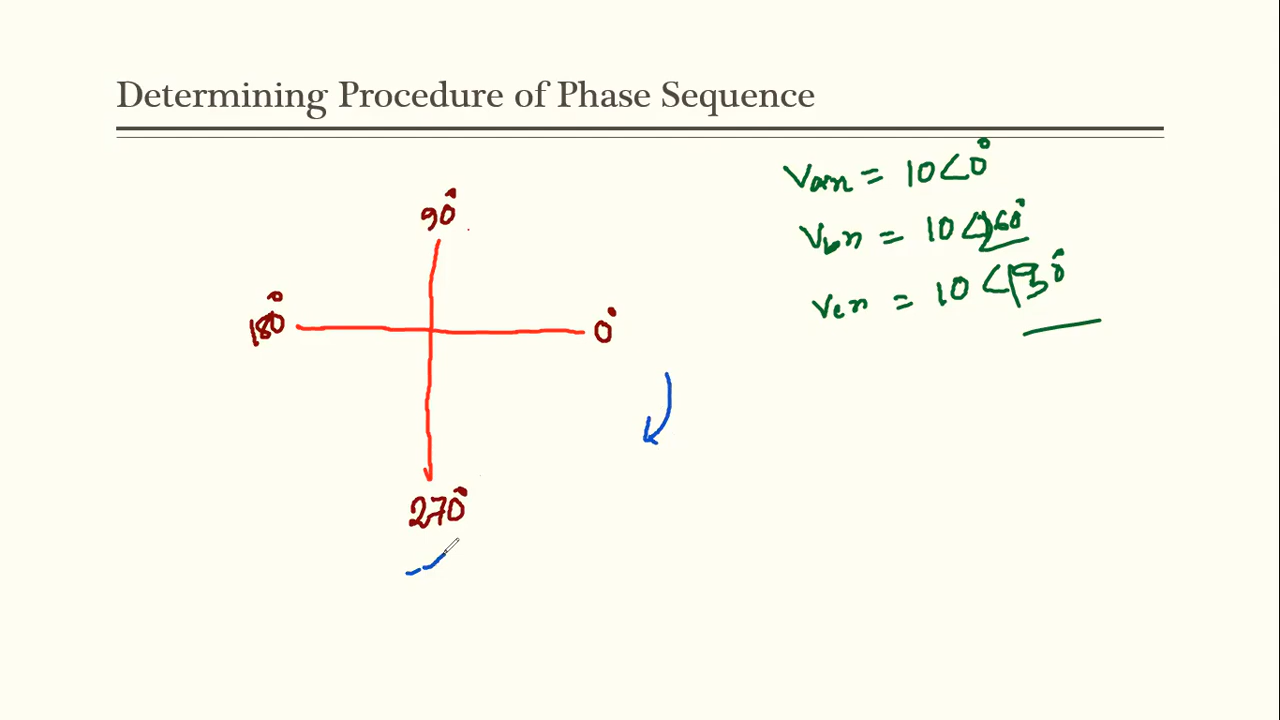 Determining Procedure of Phase Sequence
Van = 10<0°
Vbn = 10<
Vcn = 10<
90°
180°
0°
270°